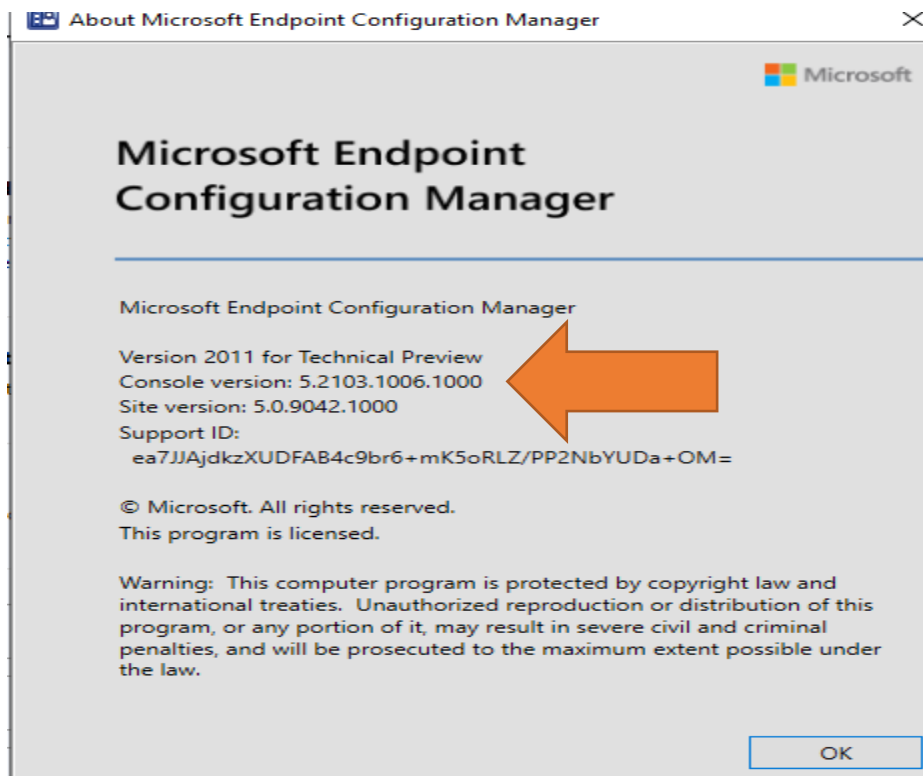 About Microsoft Endpoint Configuration Manager
Microsoft
Microsoft Endpoint
Configuration Manager
Microsoft Endpoint Configuration Manager
Version 2011 for Technical Preview
Console version: 5.2103.1006.1000
Site version: 5.0.9042.1000
Support ID:
ea7JJAjdkzXUDFAB4c9br6+mK5oRLZ/PP2NbYUDa+OM=
© Microsoft. All rights reserved.
This program is licensed.
Warning:  This computer program is protected by copyright law and
international treaties.  Unauthorized reproduction or distribution of this
program, or any portion of it, may result in severe civil and criminal
penalties, and will be prosecuted to the maximum extent possible under
the law.
OK